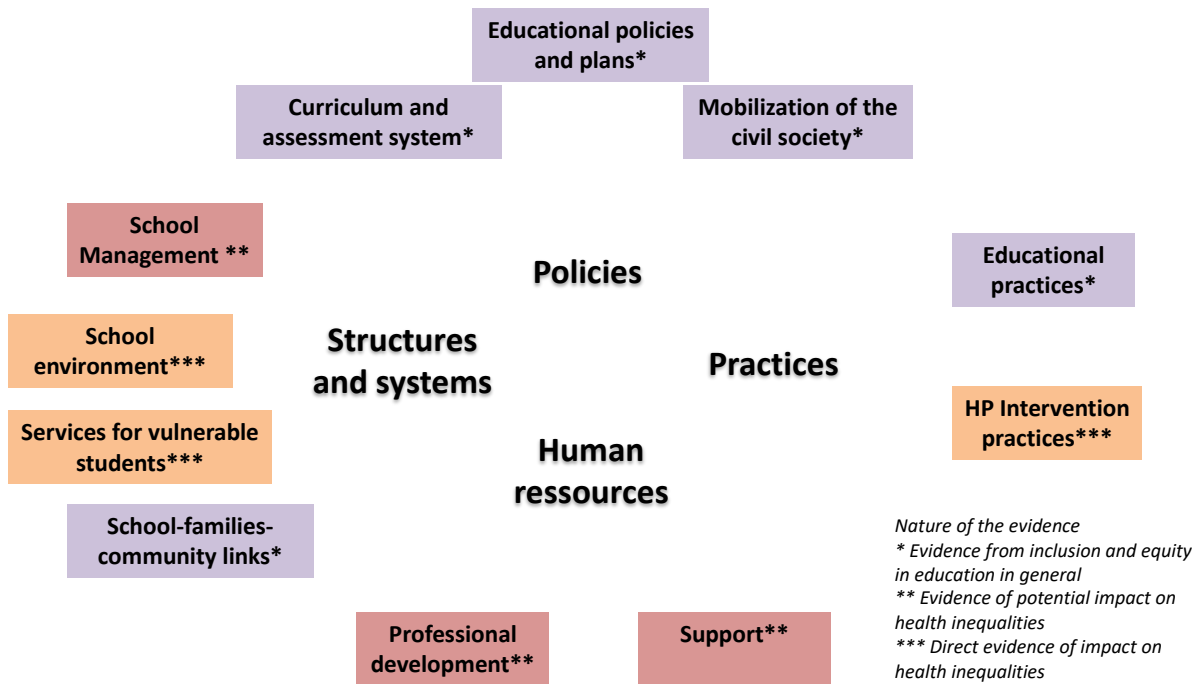 Educational policies
and plans*
Curriculum and
assessment system*
Mobilization of the
civil society*
School
Management **
Policies
Educational
practices*
School
environment***
Structures
and systems
Practices
HP Intervention
practices***
Services for vulnerable
students***
Human
ressources
School-families-
community links*
Nature of the evidence
* Evidence from inclusion and equity
in education in general
** Evidence of potential impact on
health inequalities
*** Direct evidence of impact on
health inequalities
Professional
development**
Support**